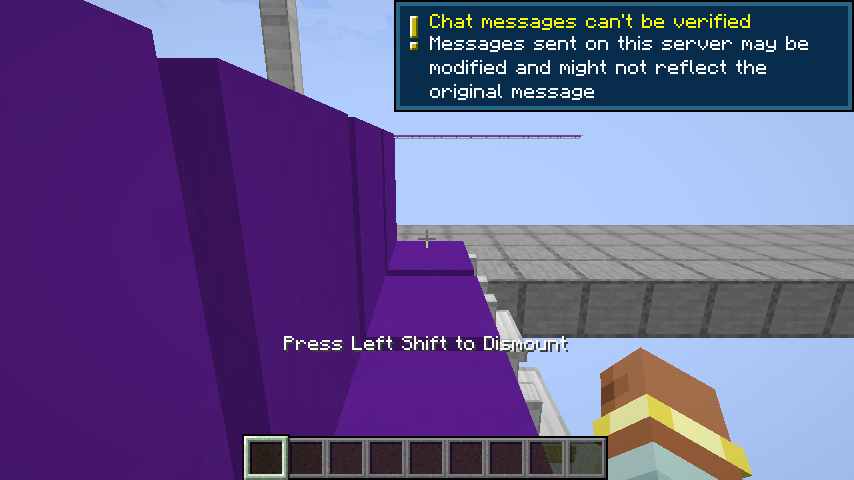 Chat messages can't be verified
Messages sent on this server may be
modified and might not reflect the
original message
Press Left Shift to Dismount